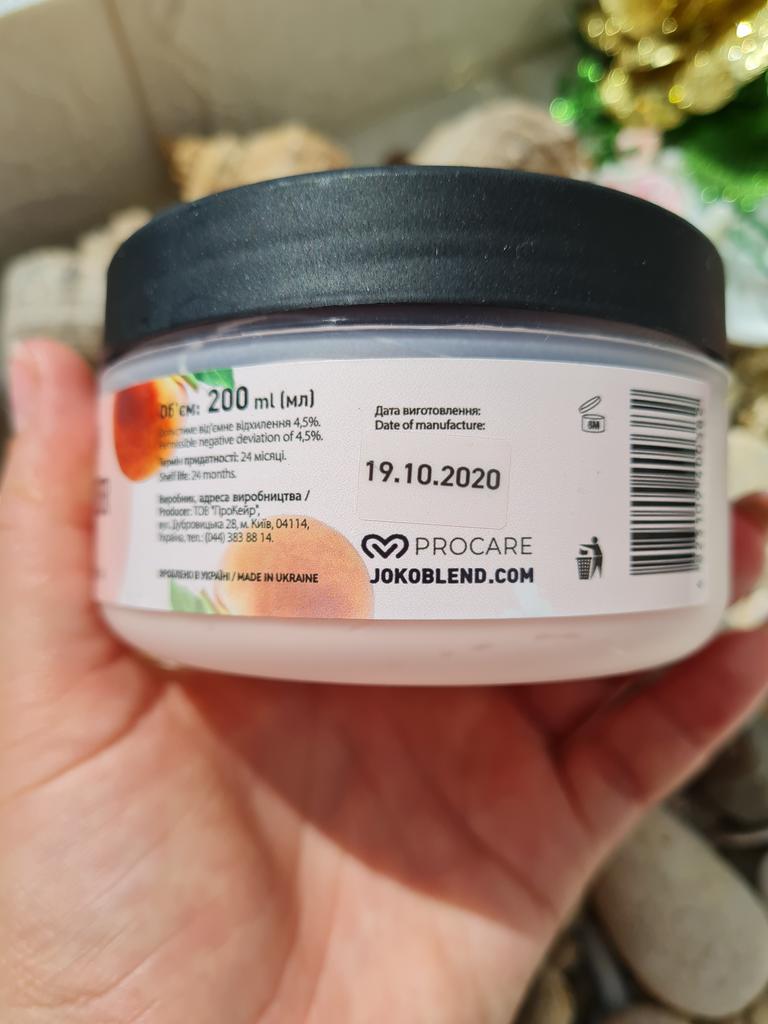 Об'єм: 200 ml (мл)
Допустиме від'ємне відхилення 4,5%.
Permissible negative deviation of 4,5%.
Термін придатності: 24 місяці.
Shelf life: 24 months.
Виробник, адреса виробництва /
Producer: ТОВ "ПроКейр",
вул. Дубровицька 28, м. Київ, 04114,
Україна, тел.: (044) 383 88 14.
ЗРОБЛЕНО В УКРАЇНІ / MADE IN UKRAINE
Дата виготовлення:
Date of manufacture:
19.10.2020
PROCARE
JOKOBLEND.COM
6M